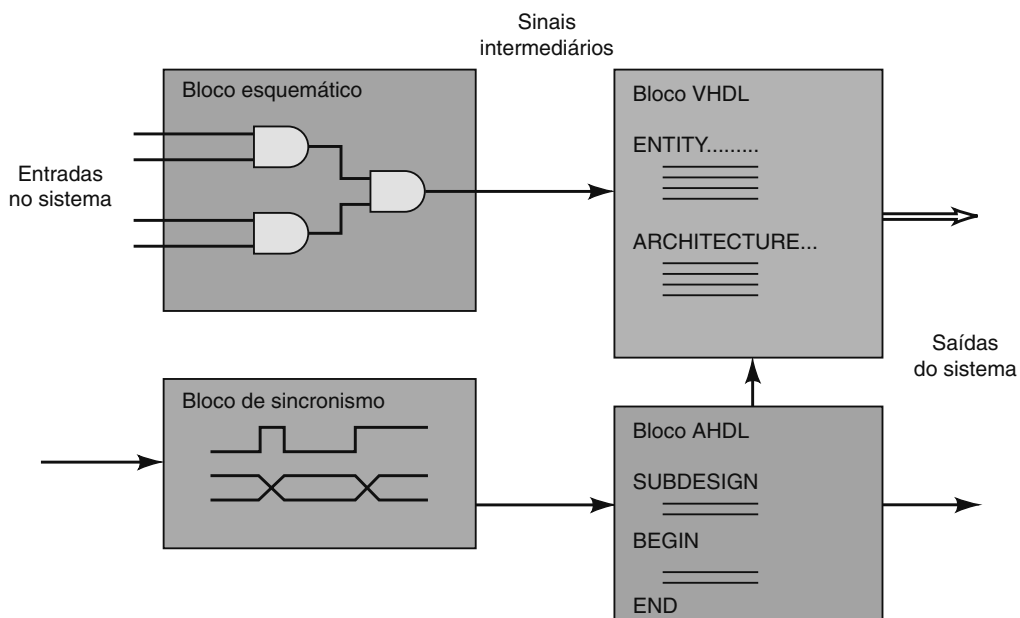 Sinais
intermediários
Bloco esquemático
Entradas
no sistema
Bloco VHDL
ENTITY.........
ARCHITECTURE...
Saídas
do sistema
Bloco de sincronismo
Bloco AHDL
SUBDESIGN
BEGIN
END